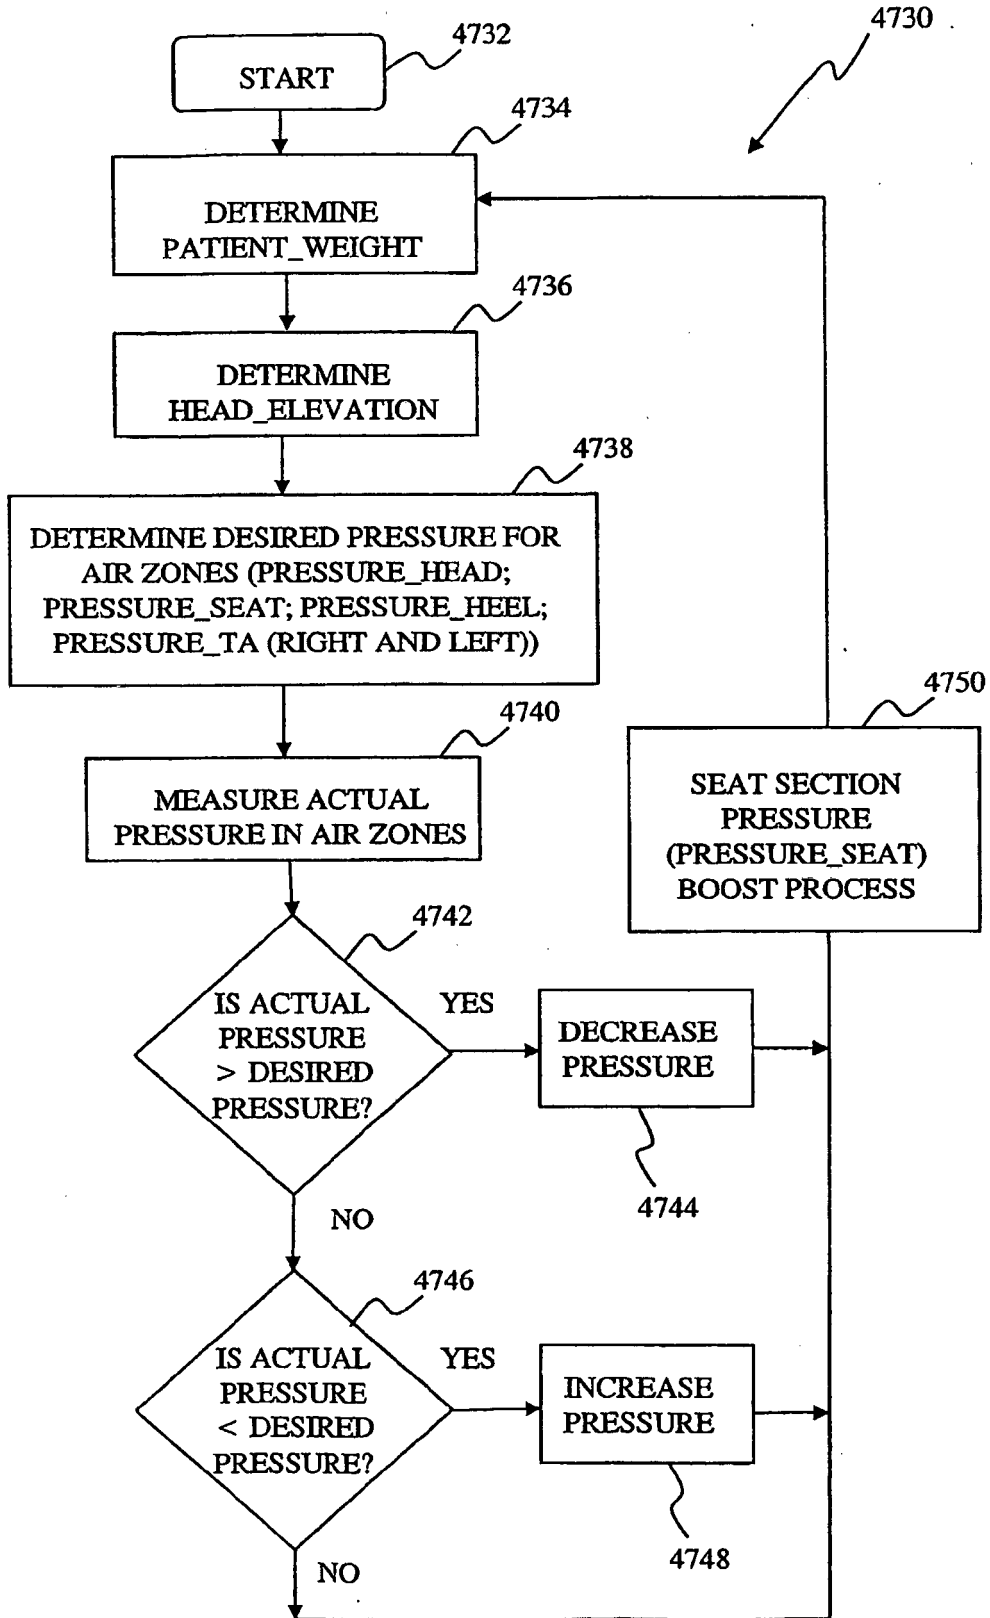 4730
4732
START
4734
DETERMINE
PATIENT_WEIGHT
4736
DETERMINE
HEAD_ELEVATION
4738
DETERMINE DESIRED PRESSURE FOR
AIR ZONES (PRESSURE_HEAD;
PRESSURE_SEAT; PRESSURE_HEEL;
PRESSURE_TA (RIGHT AND LEFT))
4740
MEASURE ACTUAL
PRESSURE IN AIR ZONES
4750
SEAT SECTION
PRESSURE
(PRESSURE_SEAT)
BOOST PROCESS
4742
IS ACTUAL
PRESSURE
> DESIRED
PRESSURE?
YES
DECREASE
PRESSURE
4744
NO
4746
IS ACTUAL
PRESSURE
< DESIRED
PRESSURE?
YES
INCREASE
PRESSURE
4748
NO